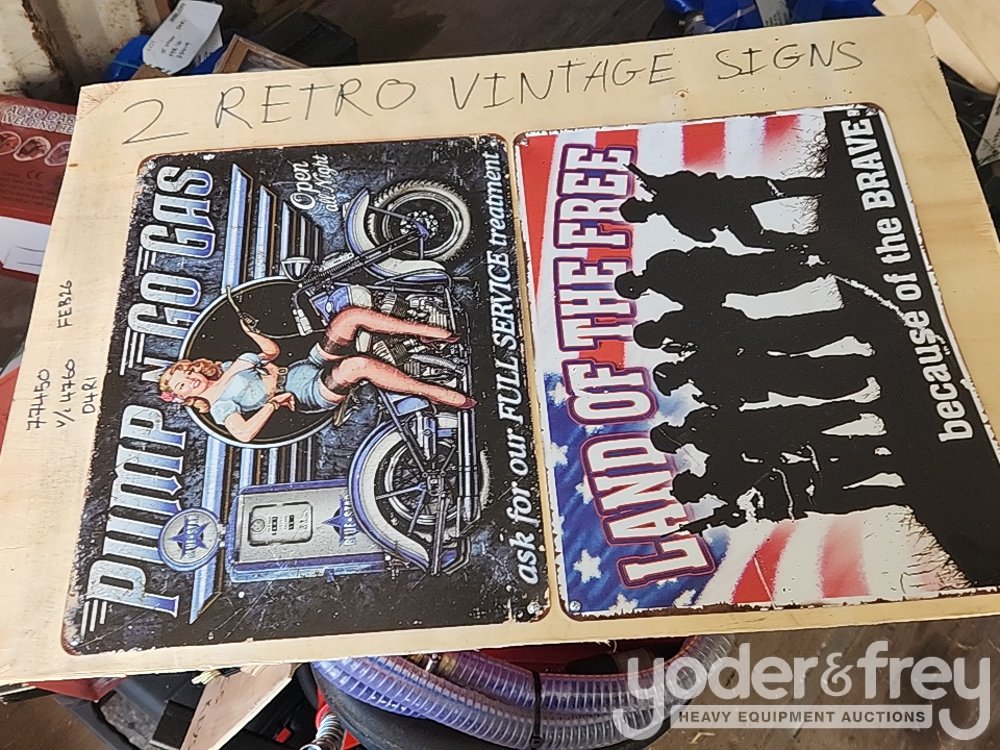 2 RETRO VINTAGE SIGNS
77450
V/L 4760 FEB26
D4R1
PUMP N GO GAS
Open
all Night
ask for our FULL SERVICE treatment
LAND OF THE FREE
because of the BRAVE
yoder&frey
HEAVY EQUIPMENT AUCTIONS